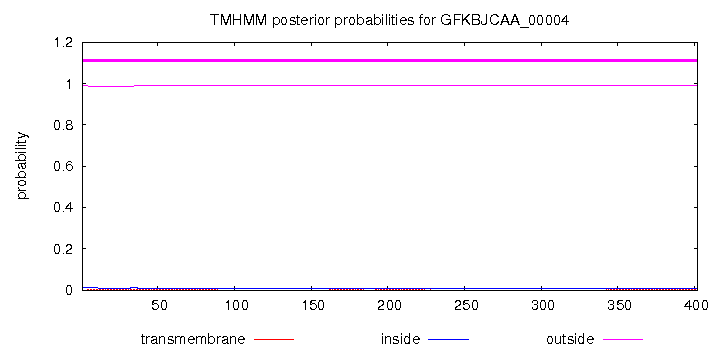 TMHMM posterior probabilities for GFKBJCAA_00004
probability
1.2
1
0.8
0.6
0.4
0.2
0
50 100 150 200 250 300 350 400
transmembrane inside outside